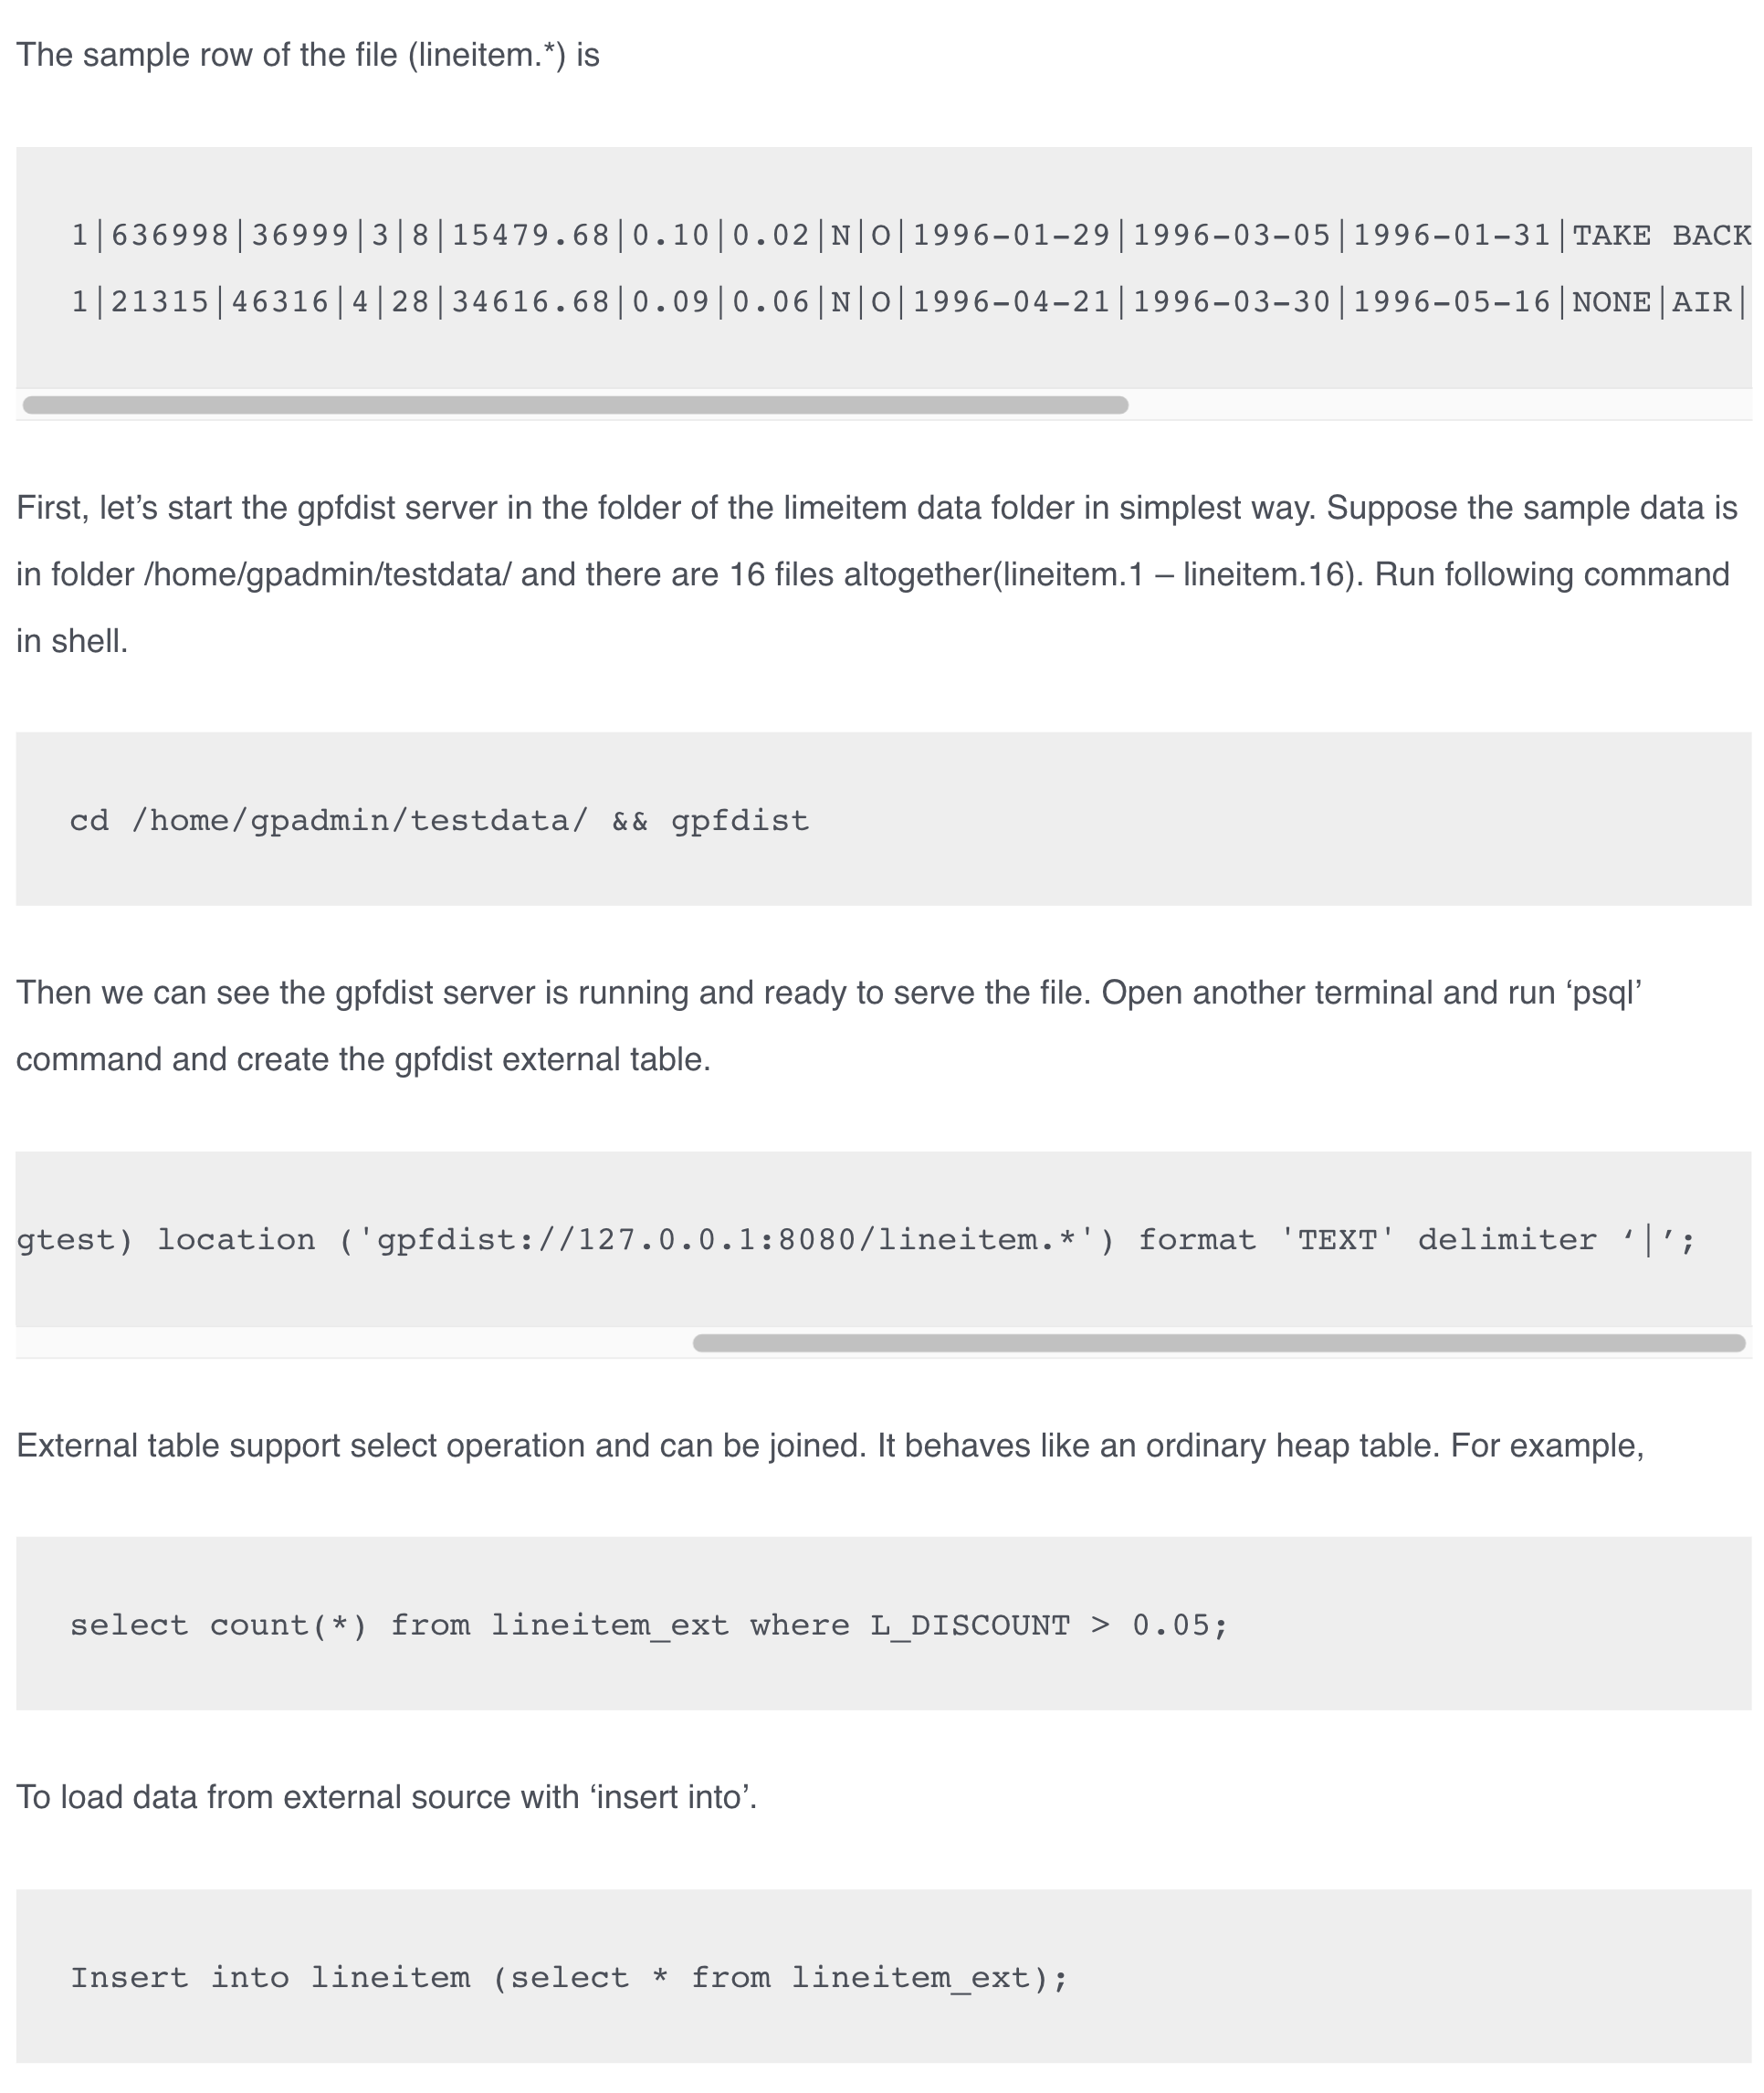 The sample row of the file (lineitem.*) is
1|636998|36999|3|8|15479.68|0.10|0.02|N|O|1996-01-29|1996-03-05|1996-01-31|TAKE BACK
1|21315|46316|4|28|34616.68|0.09|0.06|N|O|1996-04-21|1996-03-30|1996-05-16|NONE|AIR|
First, let’s start the gpfdist server in the folder of the limeitem data folder in simplest way. Suppose the sample data is
in folder /home/gpadmin/testdata/ and there are 16 files altogether(lineitem.1 – lineitem.16). Run following command
in shell.
cd /home/gpadmin/testdata/ && gpfdist
Then we can see the gpfdist server is running and ready to serve the file. Open another terminal and run ‘psql’
command and create the gpfdist external table.
gtest) location ('gpfdist://127.0.0.1:8080/lineitem.*') format 'TEXT' delimiter ‘|’;
External table support select operation and can be joined. It behaves like an ordinary heap table. For example,
select count(*) from lineitem_ext where L_DISCOUNT > 0.05;
To load data from external source with ‘insert into’.
Insert into lineitem (select * from lineitem_ext);